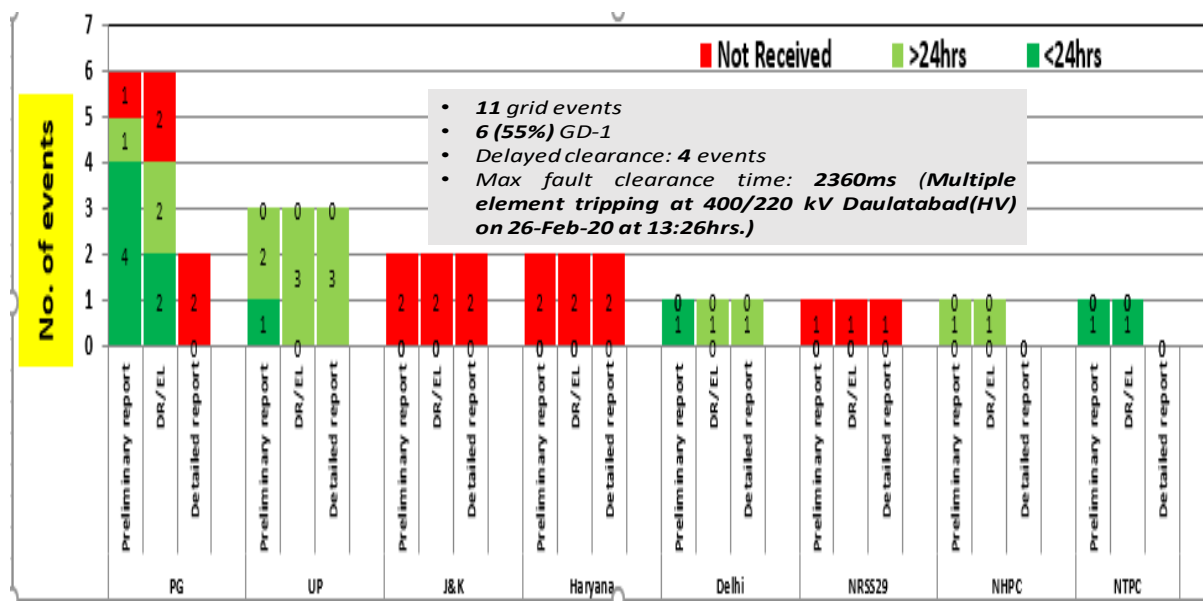 7
6
5
4
3
2
1
0
No. of events
Not Received >24hrs <24hrs
• 11 grid events
• 6 (55%) GD-1
• Delayed clearance: 4 events
• Max fault clearance time: 2360ms (Multiple
element tripping at 400/220 kV Daulatabad(HV)
on 26-Feb-20 at 13:26hrs.)
1 2
1 2 0 0 0 2
4 2 2 3 3 2 2 2 2 2 2 0 0 0 0 0 0 0
2 1 1 1 1 1 1 1 1 1 1 1
0 0 0 0 0 0 0 0 0 0 0 0 0 0 0 0 0
Preliminary report DR/EL Detailed report Preliminary report DR/EL Detailed report Preliminary report DR/EL Detailed report Preliminary report DR/EL Detailed report Preliminary report DR/EL Detailed report Preliminary report DR/EL Detailed report Preliminary report DR/EL Detailed report Preliminary report DR/EL Detailed report
PG UP J&K Haryana Delhi NRSS29 NHPC NTPC